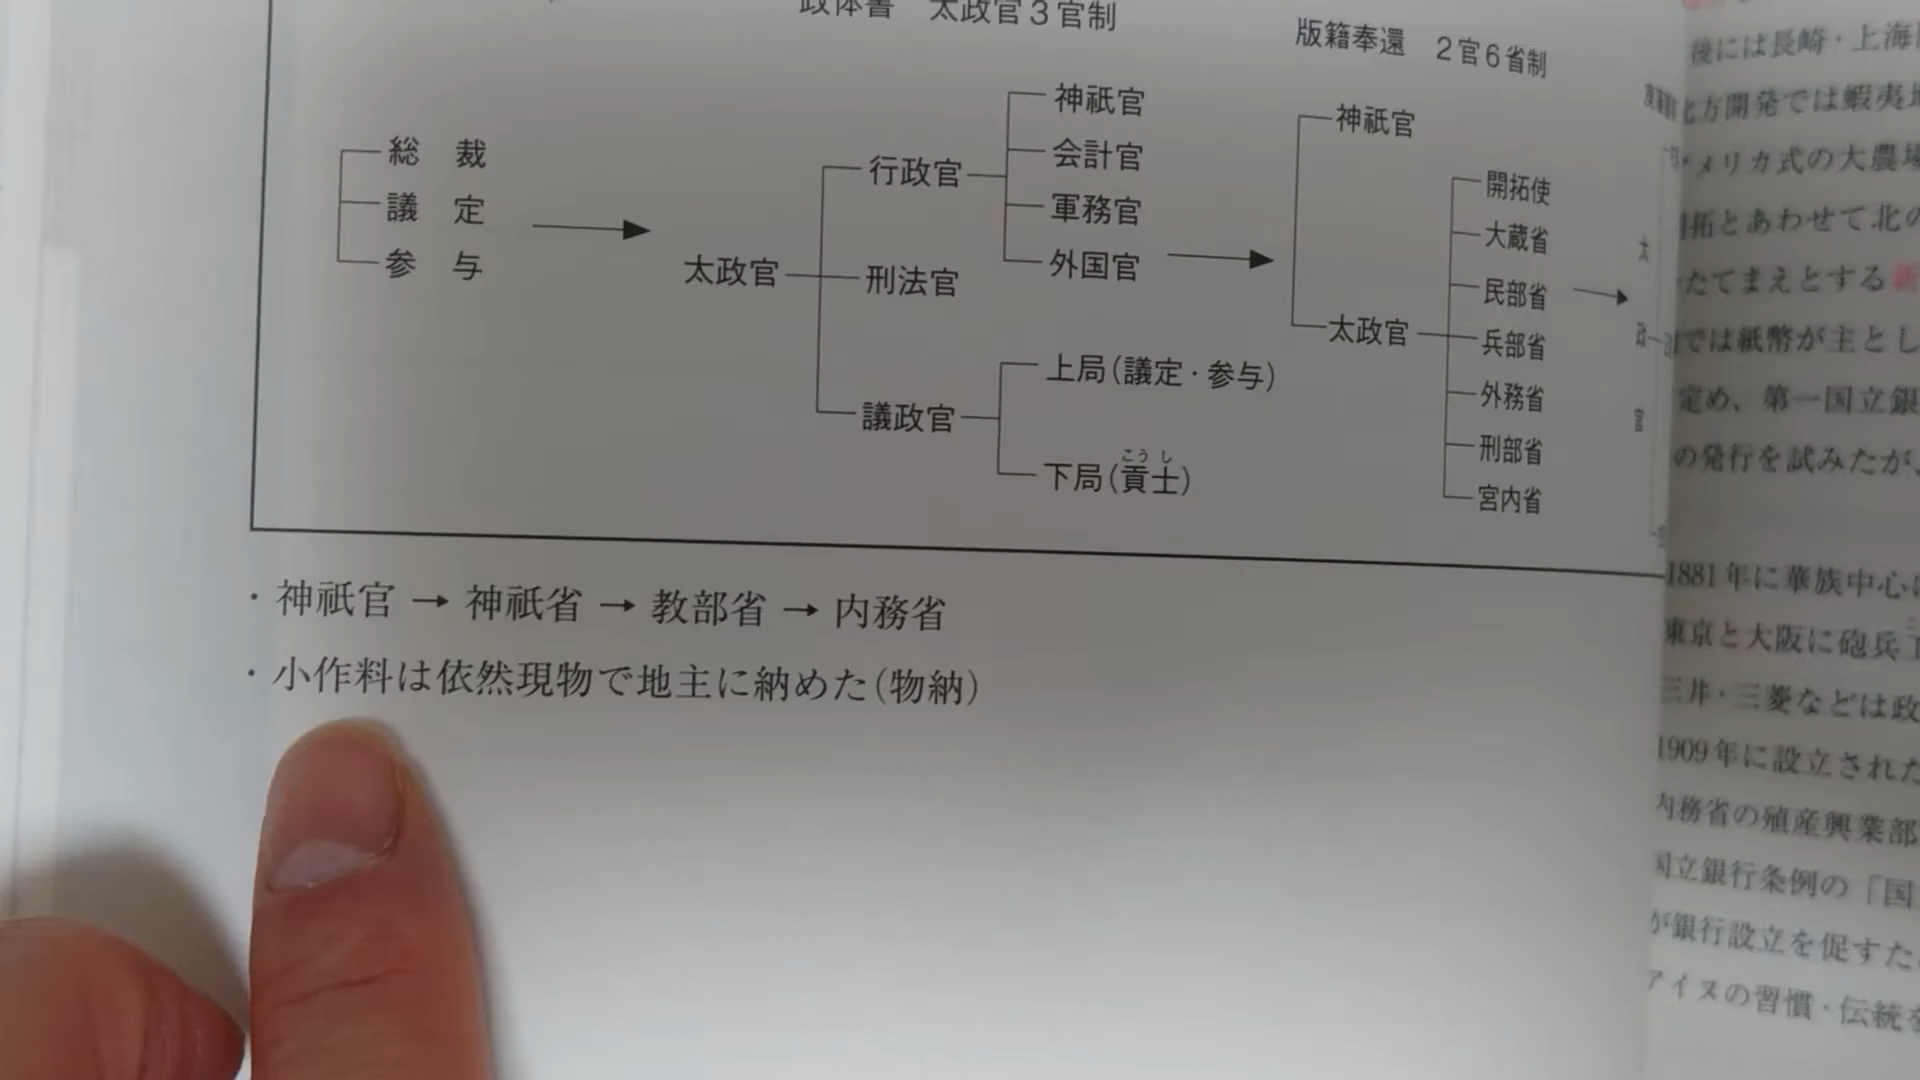 政体書 太政官３官制
版籍奉還 ２官６省制
総 裁
議 定
参 与
太政官
行政官
刑法官
議政官
神祇官
会計官
軍務官
外国官
上局(議定・参与)
こう し
下局(貢士)
神祇官
太政官
開拓使
大蔵省
民部省
兵部省
外務省
刑部省
宮内省
・神祇官 → 神祇省 → 教部省 → 内務省
・小作料は依然現物で地主に納めた(物納)
後には長崎・上海
北方開発では蝦夷地
メリカ式の大農場
拓とあわせて北の
たてまえとする新
では紙幣が主とし
定め、第一国立銀
の発行を試みたが、
1881年に華族中心に
東京と大阪に砲兵工
三井・三菱などは政
1909年に設立された
内務省の殖産興業部
国立銀行条例の「国
が銀行設立を促すた
アイヌの習慣・伝統を